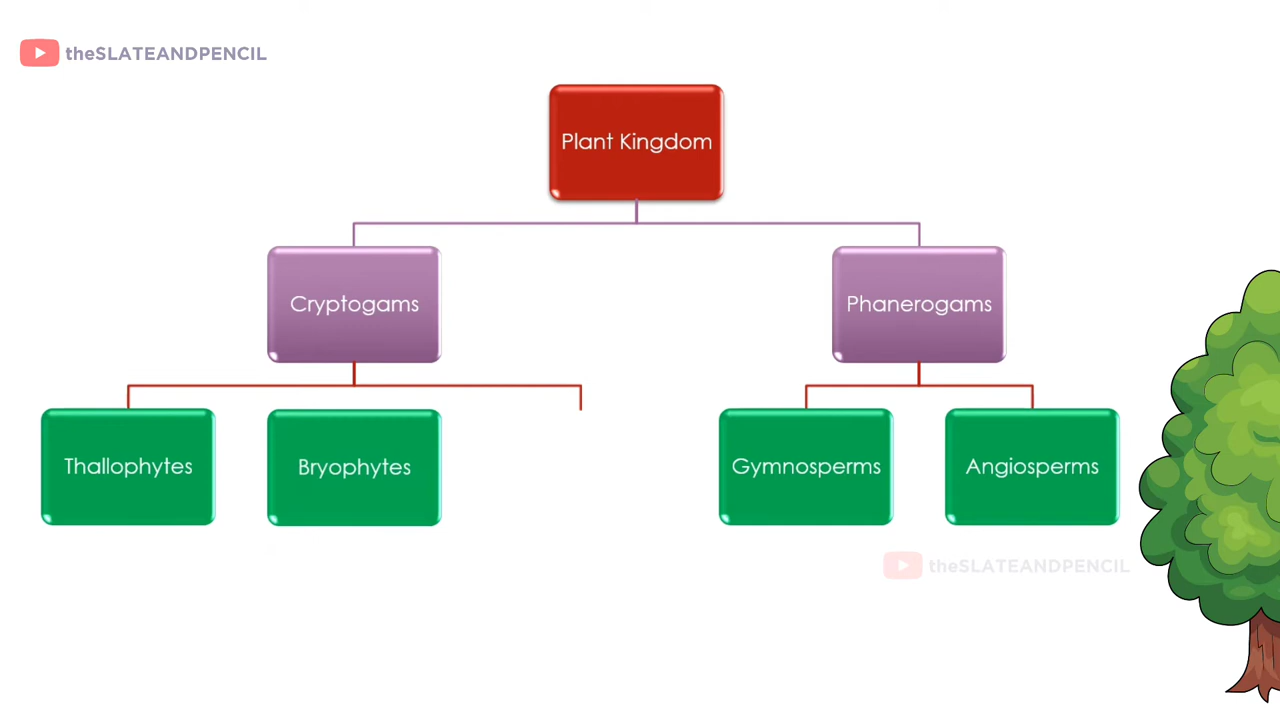 theSLATEANDPENCIL
Plant Kingdom
Cryptogams
Phanerogams
Thallophytes
Bryophytes
Gymnosperms
Angiosperms
theSLATEANDPENCIL